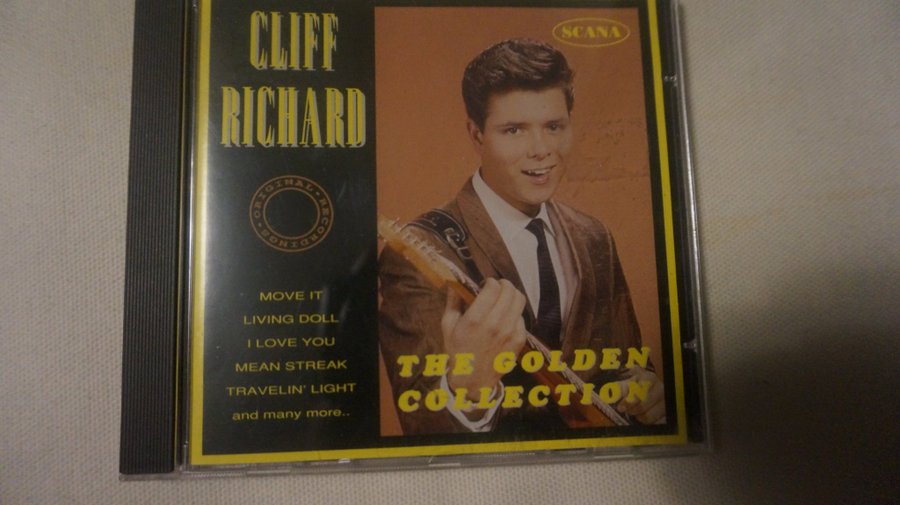 CLIFF
RICHARD
SCANA
ORIGINAL · RECORDINGS ·
MOVE IT
LIVING DOLL
I LOVE YOU
MEAN STREAK
TRAVELIN' LIGHT
and many more..
THE GOLDEN
COLLECTION